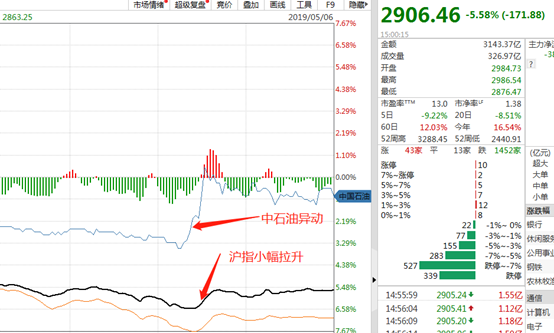 市场情绪 超级复盘 竞价 叠加 画线 工具 F9 隐藏
2863.25 2019/05/06
7.67%
6.58%
5.48%
4.38%
3.29%
2.19%
1.10%
0.00%
中国石油
2.19%
3.29%
4.38%
5.48%
6.58%
7.67%
中石油异动
沪指小幅拉升
2906.46 -5.58% (-171.88)
15:00:15
金额 3143.37亿
成交量 326.97亿
开盘 2984.73
最高 2986.54
最低 2876.47
市盈率TTM 13.0 市净率LF 1.38
5日 -9.22% 20日 -8.51%
60日 12.03% 今年 16.54%
52周高 3288.45 52周低 2440.91
涨 43家 平 13家 跌 1452家
涨停 10
7%~涨停 2
5%~7% 2
3%~5% 7
1%~3% 12
0%~1% 8
22 -1%~ 0%
77 -3%~-1%
155 -5%~-3%
283 -7%~-5%
527 跌停~-7%
339 跌停
14:55:59 2905.24 1.55亿
14:56:04 2905.41 1.12亿
14:56:09 2905.20 1.18亿
主力净
?
(亿元)
超大
大单
中单
小单
涨跌幅
银行
休闲服务
公用事业
钢铁
农林牧渔
通信
计算机
电子